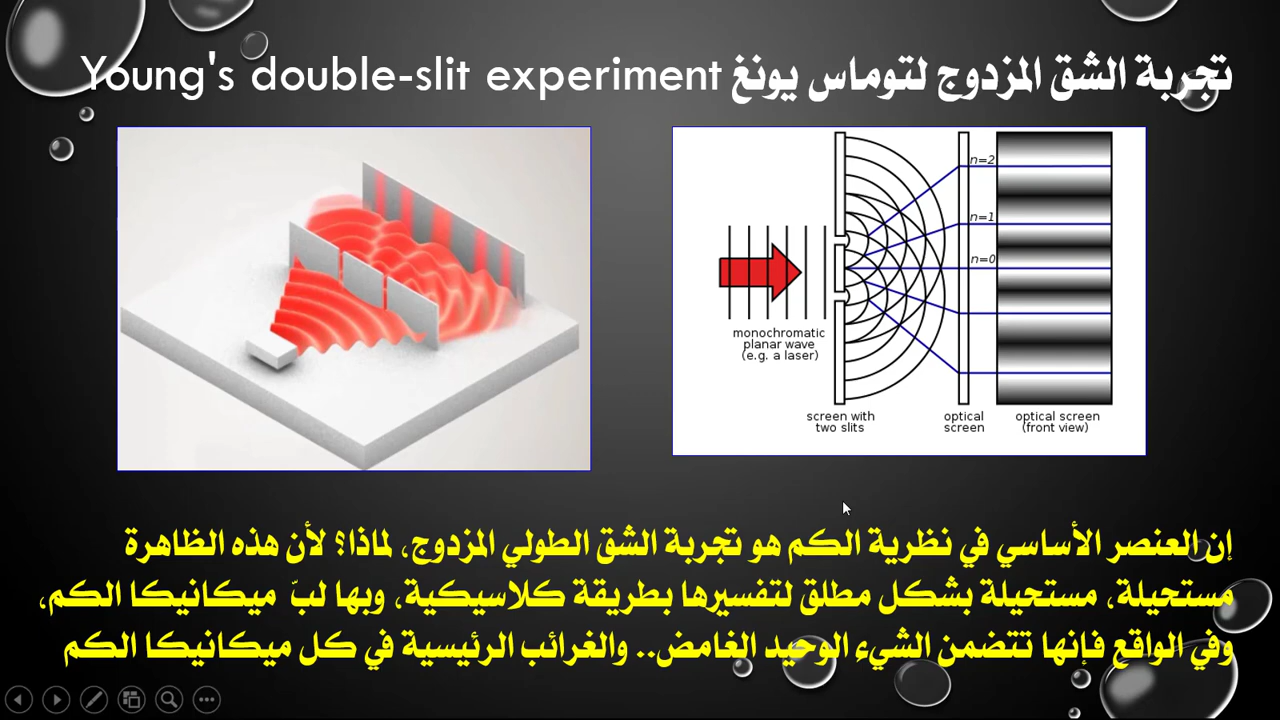 تجربة الشق المزدوج لتوماس يونغ Young's double-slit experiment
n=2
n=1
n=0
monochromatic
planar wave
(e.g. a laser)
screen with
two slits
optical
screen
optical screen
(front view)
إن العنصر الأساسي في نظرية الكم هو تجربة الشق الطولي المزدوج، لماذا؟ لأن هذه الظاهرة
مستحيلة، مستحيلة بشكل مطلق لتفسيرها بطريقة كلاسيكية، وبها لبّ ميكانيكا الكم،
وفي الواقع فإنها تتضمن الشيء الوحيد الغامض.. والغرائب الرئيسية في كل ميكانيكا الكم